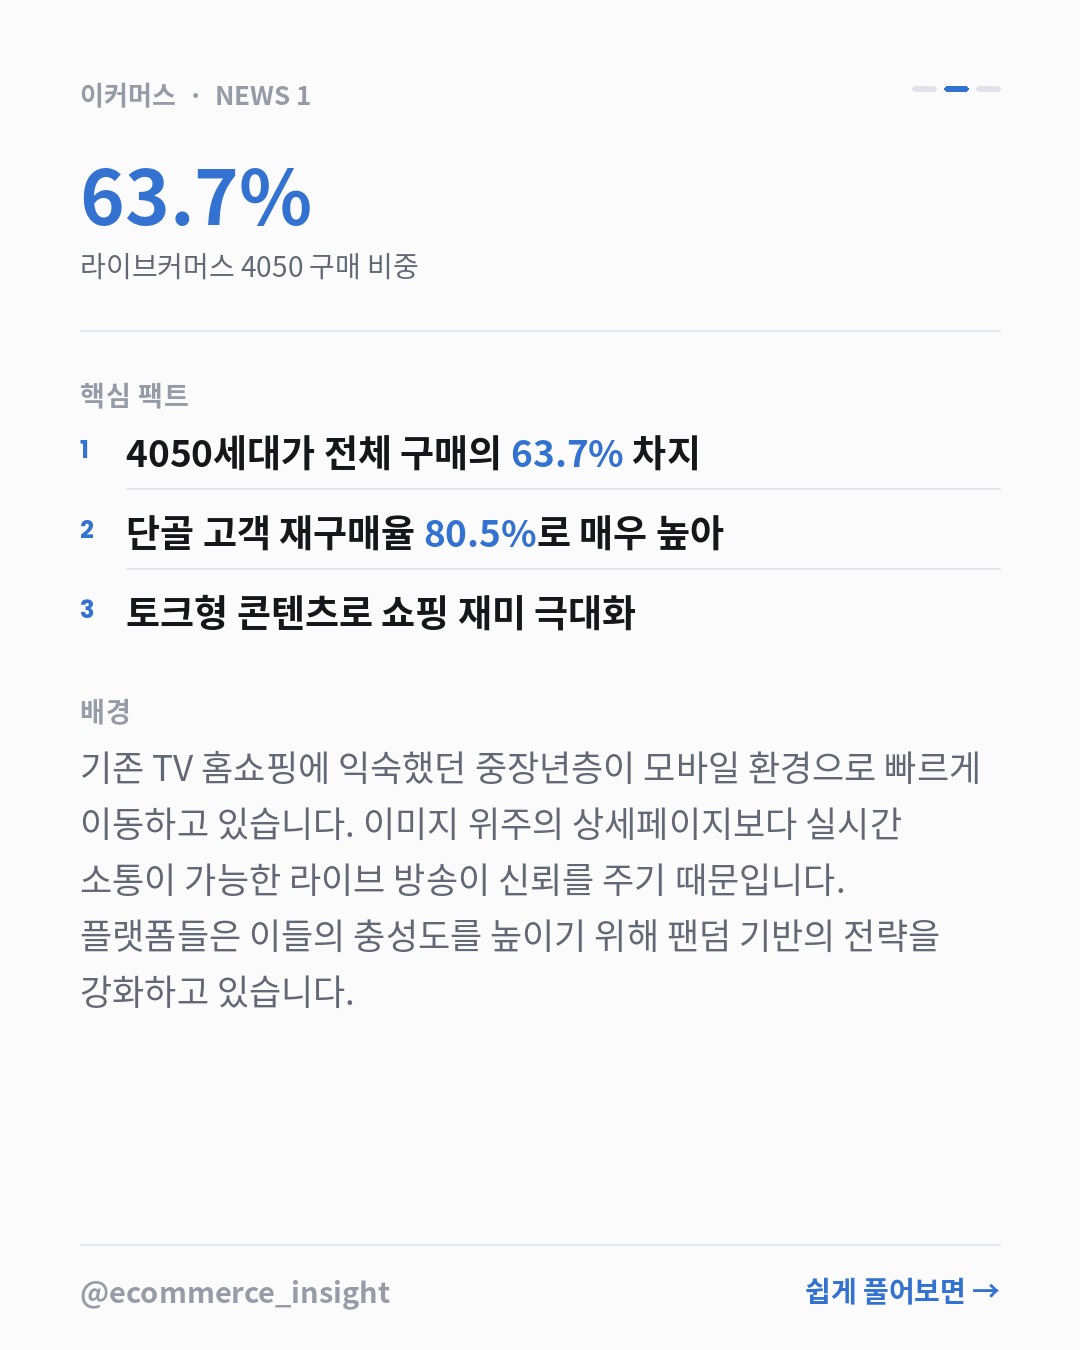 이커머스 · NEWS 1
63.7%
라이브커머스 4050 구매 비중
핵심 팩트
1 4050세대가 전체 구매의 63.7% 차지
2 단골 고객 재구매율 80.5%로 매우 높아
3 토크형 콘텐츠로 쇼핑 재미 극대화
배경
기존 TV 홈쇼핑에 익숙했던 중장년층이 모바일 환경으로 빠르게
이동하고 있습니다. 이미지 위주의 상세페이지보다 실시간
소통이 가능한 라이브 방송이 신뢰를 주기 때문입니다.
플랫폼들은 이들의 충성도를 높이기 위해 팬덤 기반의 전략을
강화하고 있습니다.
@ecommerce_insight
쉽게 풀어보면 →